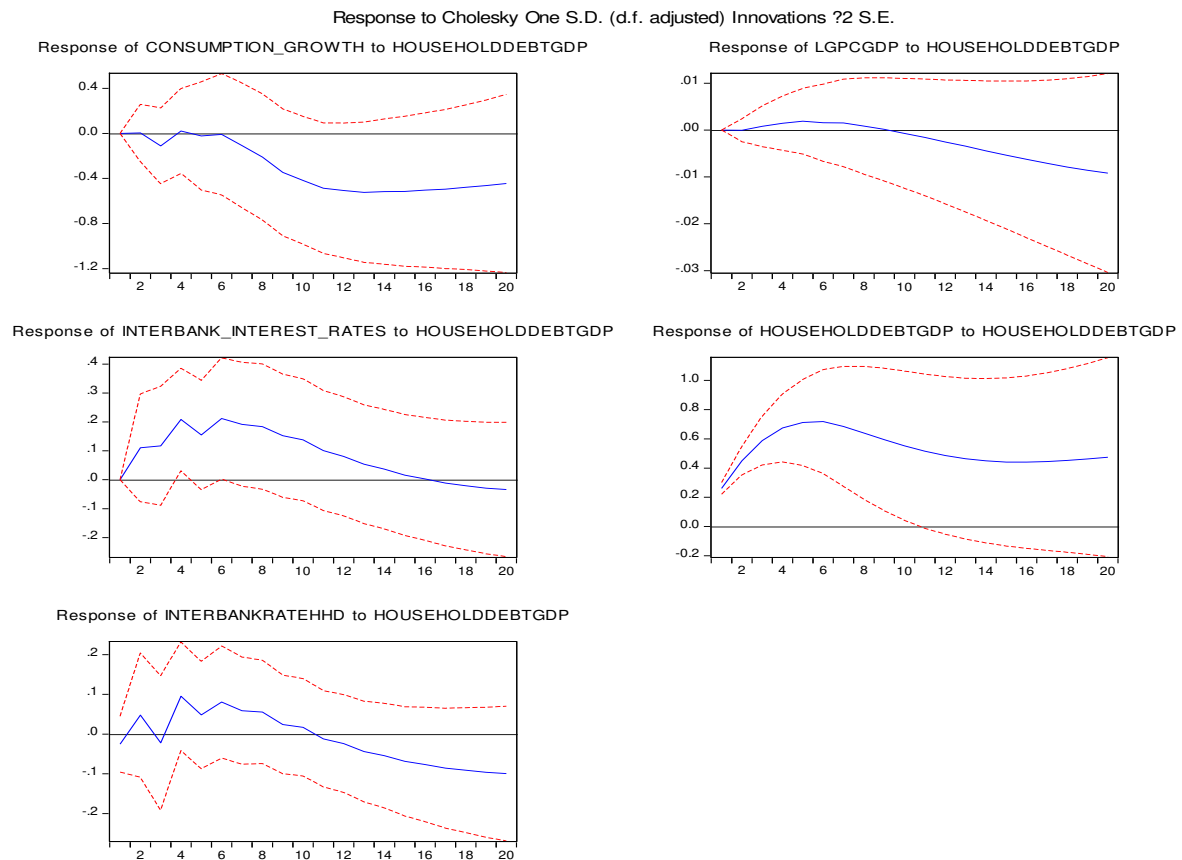 Response to Cholesky One S.D. (d.f. adjusted) Innovations ?2 S.E.
Response of CONSUMPTION_GROWTH to HOUSEHOLDDEBTGDP
0.4
0.0
-0.4
-0.8
-1.2
2 4 6 8 10 12 14 16 18 20
Response of LGPCGDP to HOUSEHOLDDEBTGDP
.01
.00
-.01
-.02
-.03
2 4 6 8 10 12 14 16 18 20
Response of INTERBANK_INTEREST_RATES to HOUSEHOLDDEBTGDP
.4
.3
.2
.1
.0
-.1
-.2
2 4 6 8 10 12 14 16 18 20
Response of HOUSEHOLDDEBTGDP to HOUSEHOLDDEBTGDP
1.0
0.8
0.6
0.4
0.2
0.0
-0.2
2 4 6 8 10 12 14 16 18 20
Response of INTERBANKRATEHHD to HOUSEHOLDDEBTGDP
.2
.1
.0
-.1
-.2
2 4 6 8 10 12 14 16 18 20